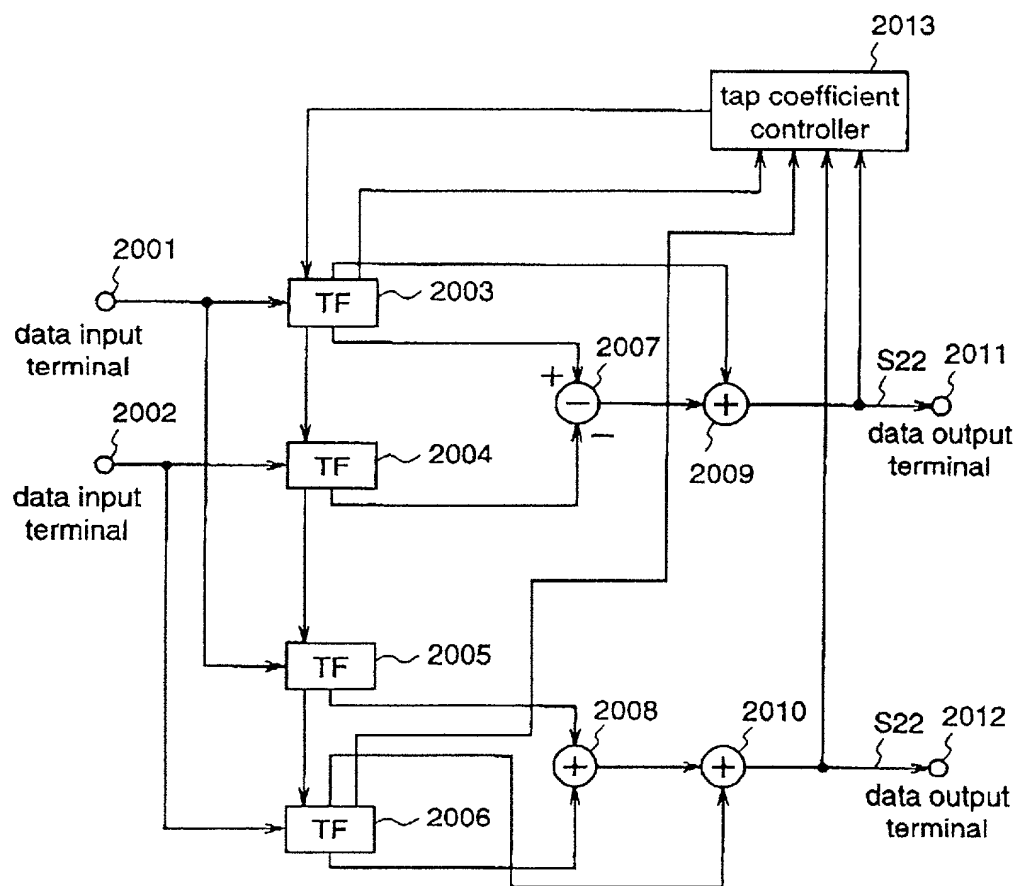 2013
tap coefficient
controller
2001
TF
2003
data input
terminal
2007
+
−
−
+
2009
S22
2011
data output
terminal
2002
TF
2004
data input
terminal
TF
2005
2008
+
2010
+
S22
2012
data output
terminal
TF
2006